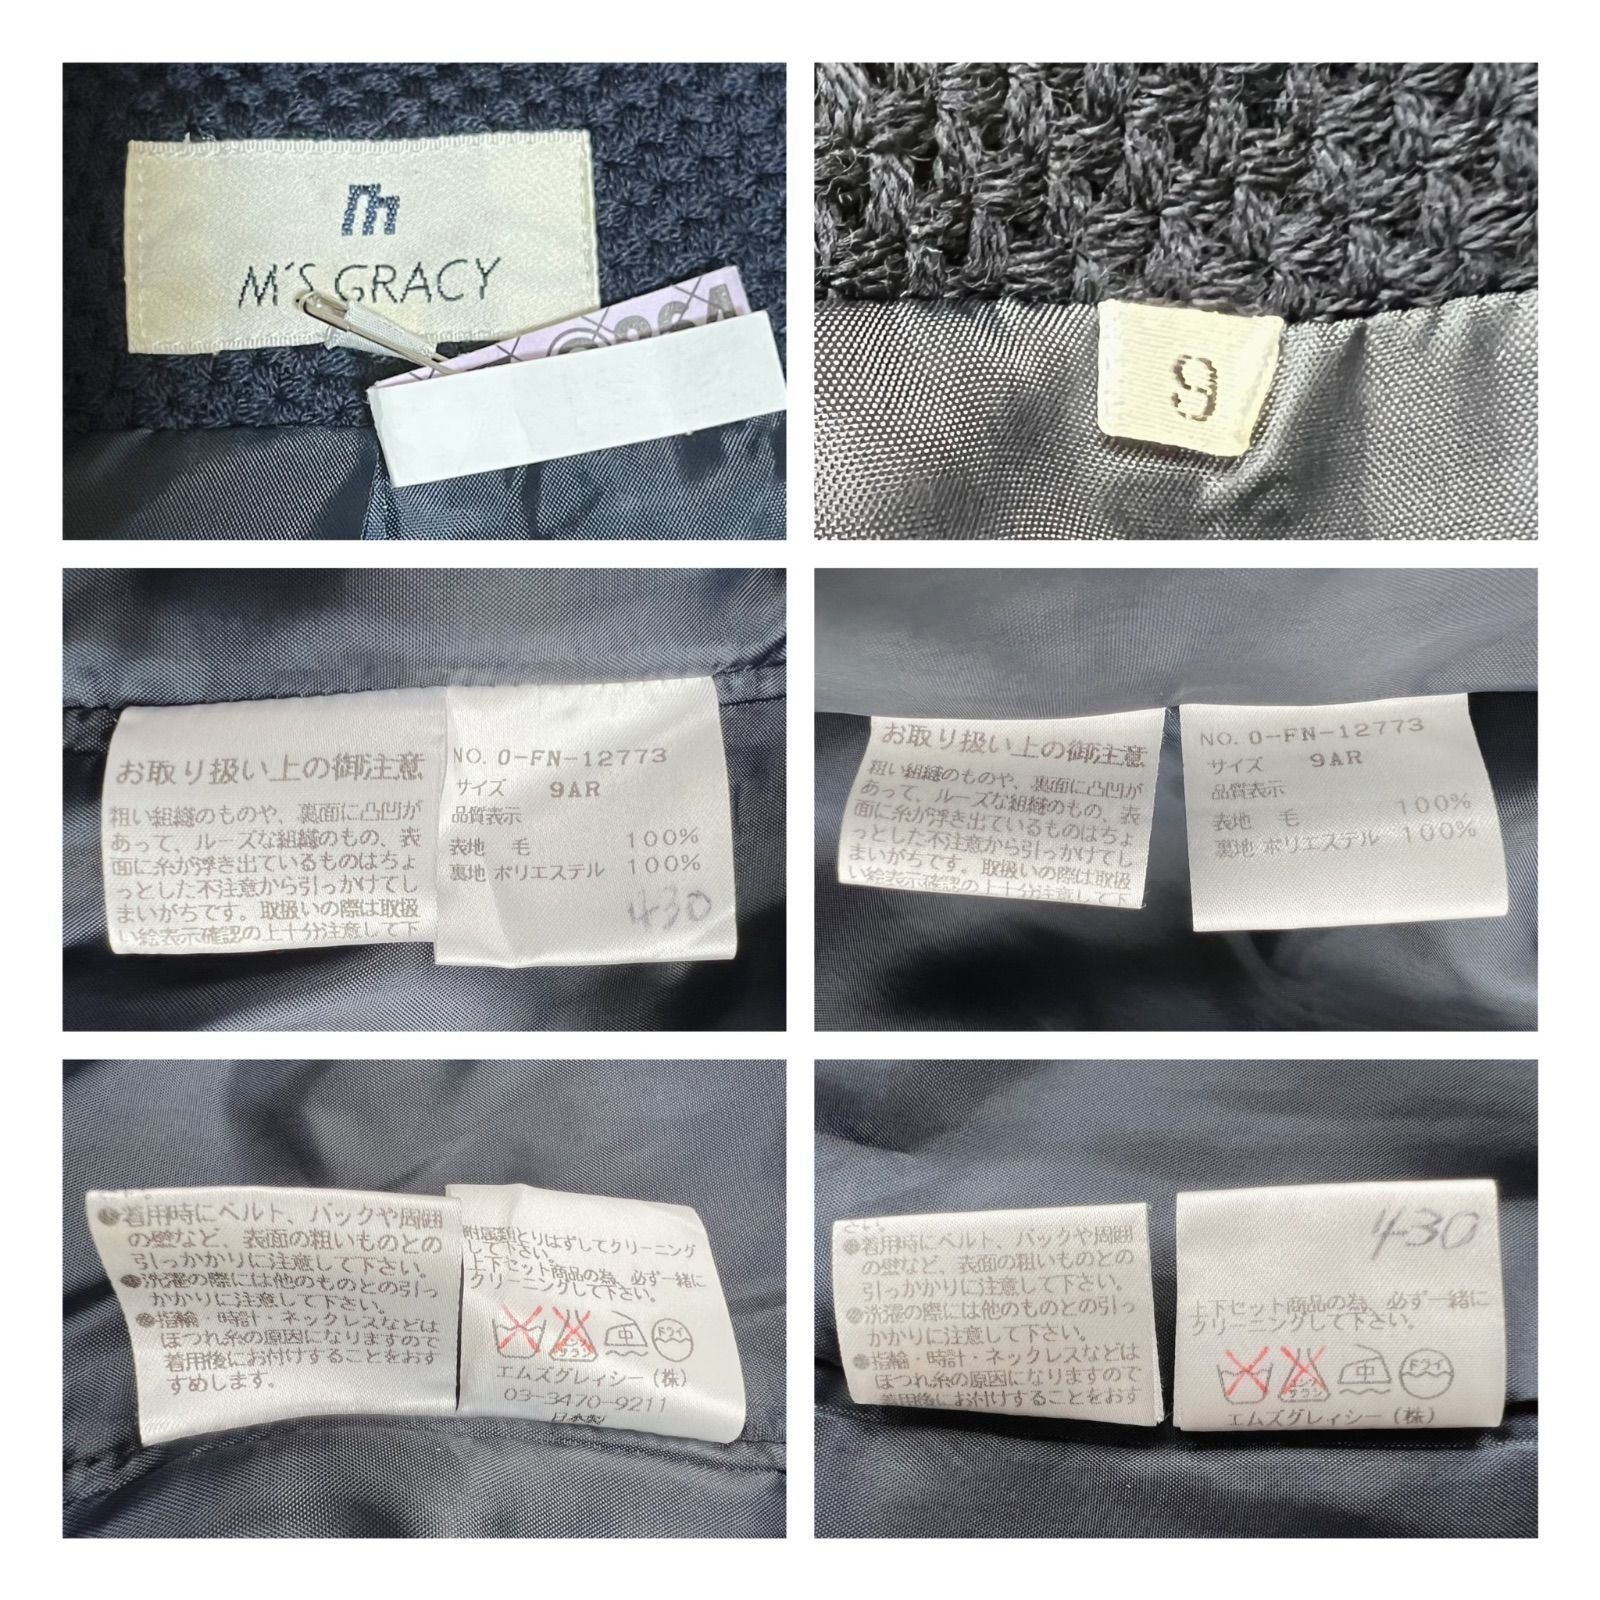 M'S GRACY
9
お取り扱い上の御注意
粗い組織のものや、裏面に凸凹が
あって、ルーズな組織のもの、表
面に糸が浮き出ているものはちょ
っとした不注意から引っかけてし
まいがちです。取扱いの際は取扱
い絵表示確認の上十分注意して下
NO. 0-FN-12773
サイズ 9AR
品質表示
表地 毛 100%
裏地 ポリエステル 100%
430
お取り扱い上の御注意
粗い組織のものや、裏面に凸凹が
あって、ルーズな組織のもの、表
面に糸が浮き出ているものはちょ
っとした不注意から引っかけてし
まいがちです。取扱いの際は取扱
い絵表示確認の上十分注意して下
NO. 0-FN-12773
サイズ 9AR
品質表示
表地 毛 100%
裏地 ポリエステル 100%
●着用時にベルト、バックや周囲
の壁など、表面の粗いものとの
引っかかりに注意して下さい。
●洗濯の際には他のものとの引っ
かかりに注意して下さい。
●指輪・時計・ネックレスなどは
ほつれ糸の原因になりますので
着用後にお付けすることをおす
すめします。
附属類とりはずしてクリーニング
して下さい。
上下セット商品の為、必ず一緒に
クリーニングして下さい。
エンソ サラシ 中 ドライ
エムズグレィシー(株)
03-3470-9211
日本製
●着用時にベルト、バックや周囲
の壁など、表面の粗いものとの
引っかかりに注意して下さい。
●洗濯の際には他のものとの引っ
かかりに注意して下さい。
●指輪・時計・ネックレスなどは
ほつれ糸の原因になりますので
着用後にお付けすることをおす
430
上下セット商品の為、必ず一緒に
クリーニングして下さい。
エンソ サラシ 中 ドライ
エムズグレィシー(株)